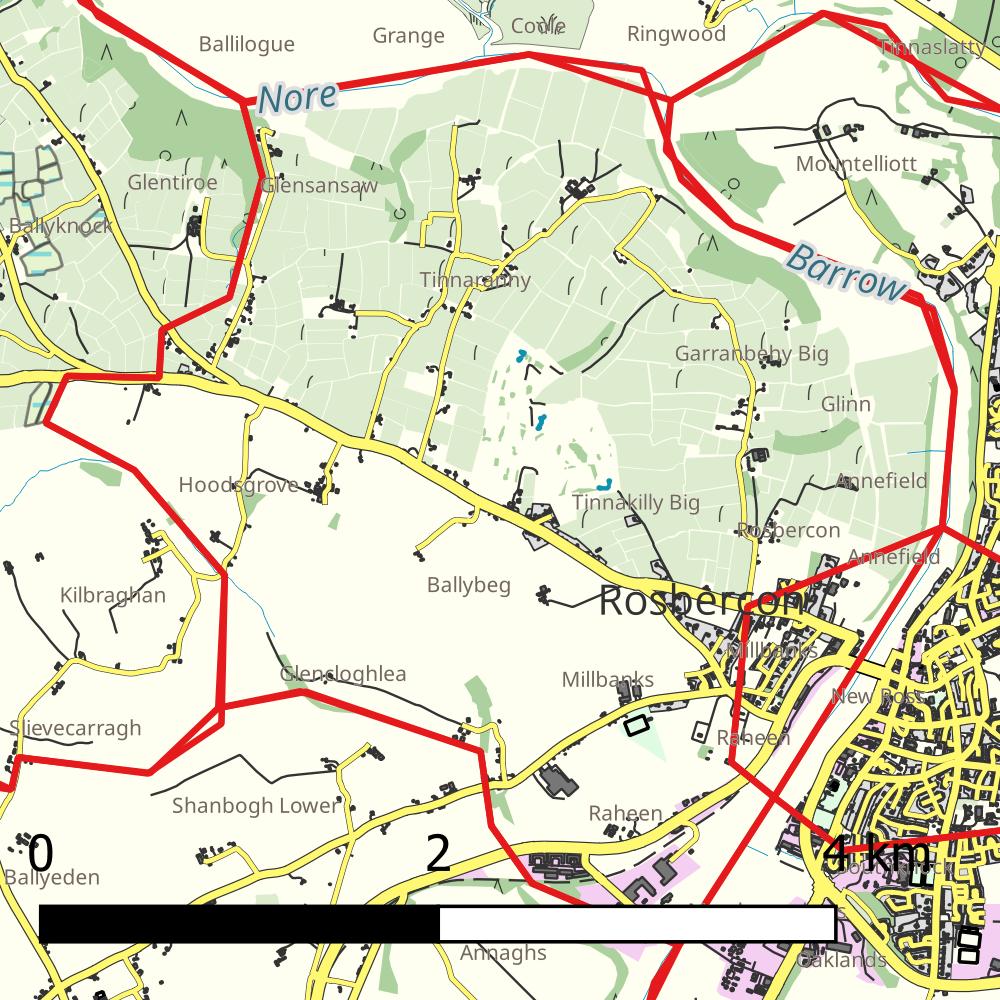 Coolie
Ringwood
Grange
Ballilogue
Tinnaslatty
Nore
Mountelliott
Glentiroe
Glensansaw
Ballyknock
Barrow
Tinnaranny
Garranbehy Big
Glinn
Annefield
Hoodsgrove
Tinnakilly Big
Rosbercon
Annefield
Ballybeg
Kilbraghan
Rosbercon
Millbanks
Glencloghlea
Millbanks
New Ross
Slievecarragh
Raheen
Shanbogh Lower
Raheen
0
2
4 km
Ballyeden
Annaghs
Oaklands